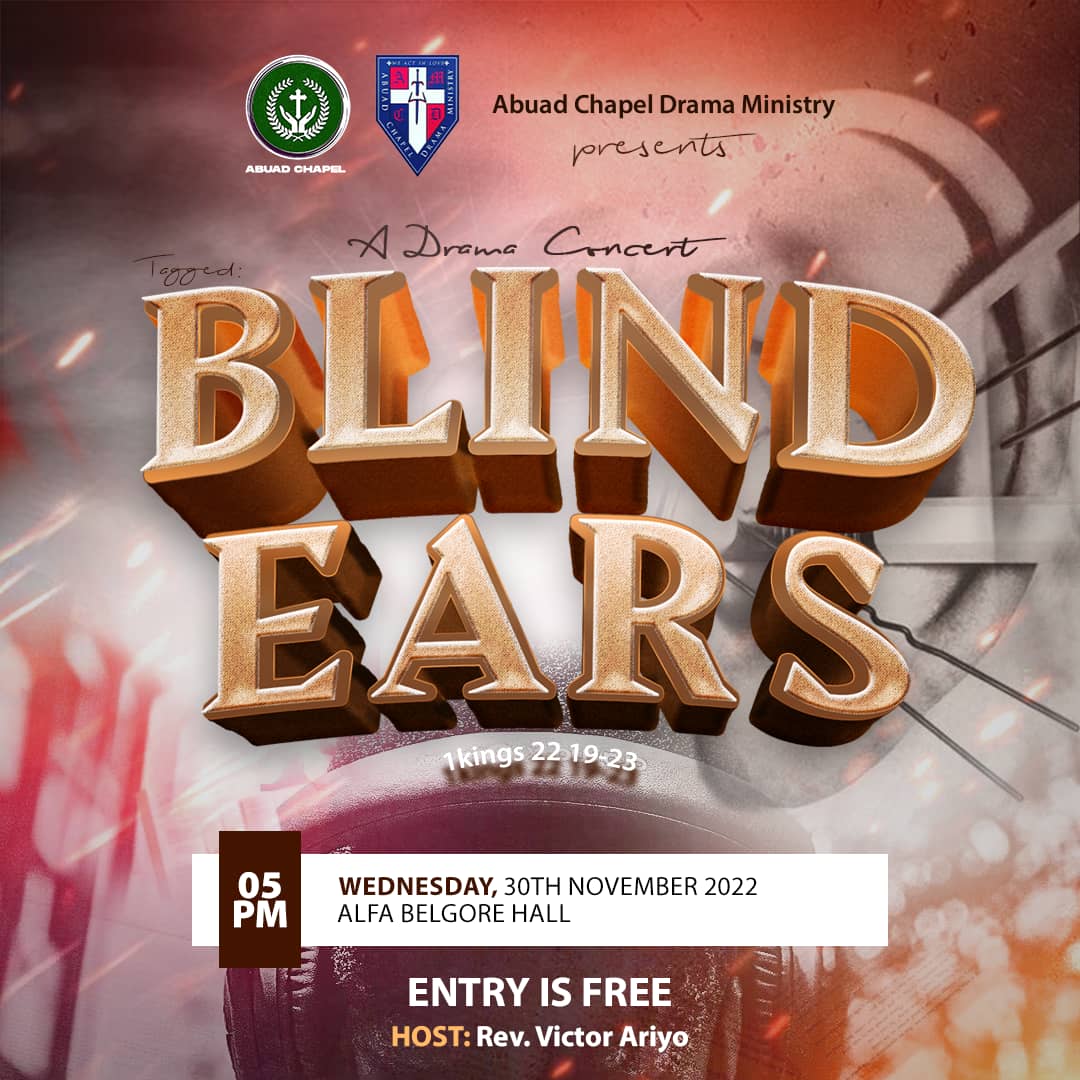 ABUAD CHAPEL
WE ACT IN LOVE
ABUAD CHAPEL DRAMA MINISTRY
A M
C D
Abuad Chapel Drama Ministry
presents
A Drama Concert
Tagged:
BLIND
EARS
1kings 22 19-23
05
PM
WEDNESDAY, 30TH NOVEMBER 2022
ALFA BELGORE HALL
ENTRY IS FREE
HOST: Rev. Victor Ariyo